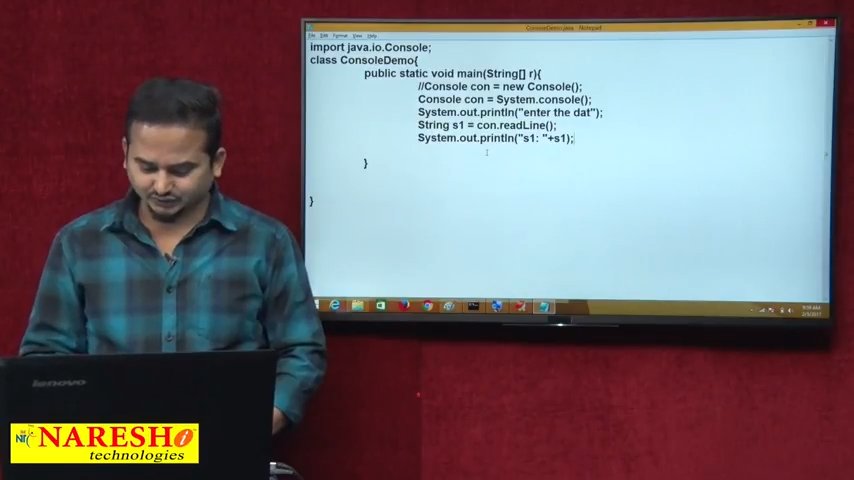 ConsoleDemo.java - Notepad
File Edit Format View Help
import java.io.Console;
class ConsoleDemo{
public static void main(String[] r){
//Console con = new Console();
Console con = System.console();
System.out.println("enter the dat");
String s1 = con.readLine();
System.out.println("s1: "+s1);
}
}
lenovo
NARESH i
technologies